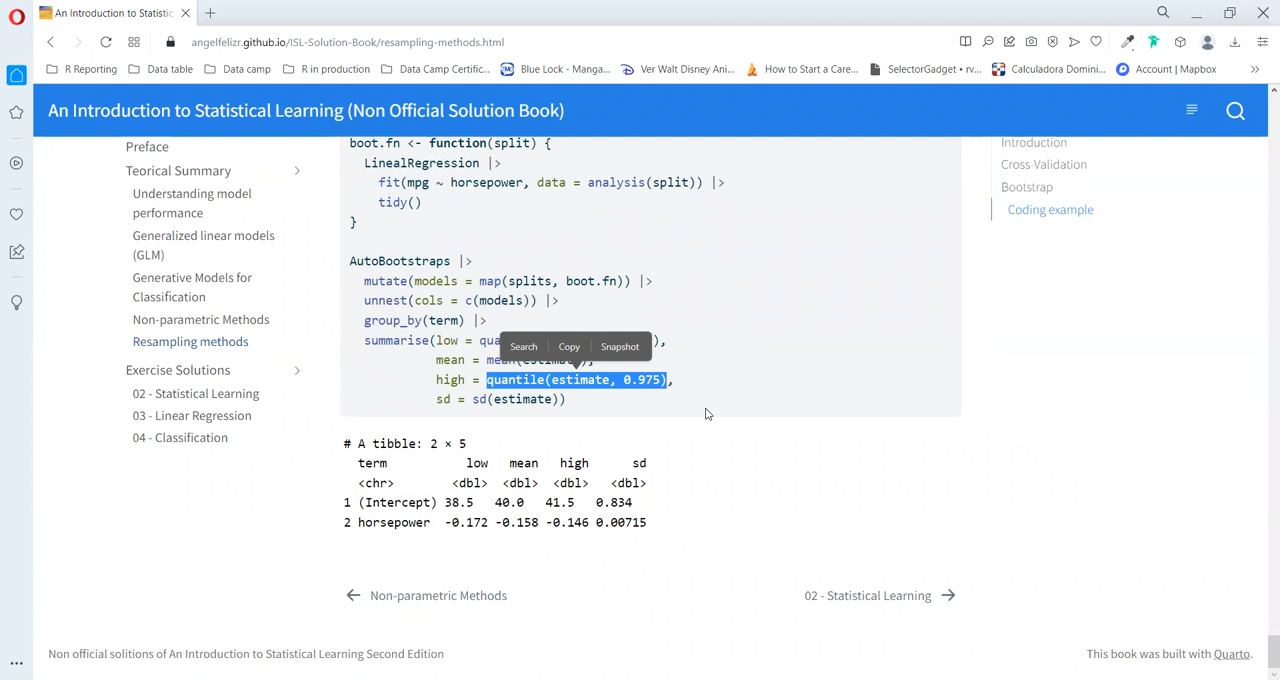 An Introduction to Statistic
angelfelizr.github.io/ISL-Solution-Book/resampling-methods.html
R Reporting
Data table
Data camp
R in production
Data Camp Certific...
Blue Lock - Manga...
Ver Walt Disney Ani...
How to Start a Care...
SelectorGadget • rv...
Calculadora Domini...
Account | Mapbox
An Introduction to Statistical Learning (Non Official Solution Book)
Preface
Teorical Summary
Understanding model
performance
Generalized linear models
(GLM)
Generative Models for
Classification
Non-parametric Methods
Resampling methods
Exercise Solutions
02 - Statistical Learning
03 - Linear Regression
04 - Classification
boot.fn <- function(split) {
LinealRegression |>
fit(mpg ~ horsepower, data = analysis(split)) |>
tidy()
}
AutoBootstraps |>
mutate(models = map(splits, boot.fn)) |>
unnest(cols = c(models)) |>
group_by(term) |>
summarise(low = qua ),
Search Copy Snapshot
mean = mean(estimate),
high = quantile(estimate, 0.975),
sd = sd(estimate))
# A tibble: 2 × 5
term low mean high sd
<chr> <dbl> <dbl> <dbl> <dbl>
1 (Intercept) 38.5 40.0 41.5 0.834
2 horsepower -0.172 -0.158 -0.146 0.00715
Introduction
Cross-Validation
Bootstrap
Coding example
Non-parametric Methods
02 - Statistical Learning
Non official solitions of An Introduction to Statistical Learning Second Edition
This book was built with Quarto.